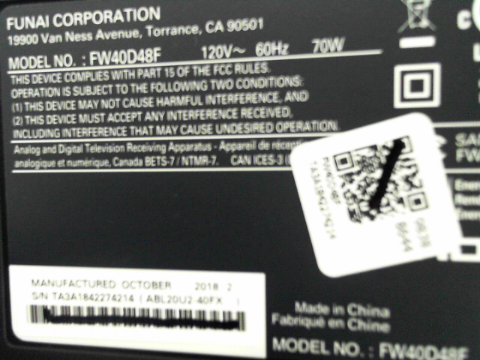 FUNAI CORPORATION
19900 Van Ness Avenue, Torrance, CA 90501
MODEL NO. : FW40D48F 120V~ 60Hz 70W
THIS DEVICE COMPLIES WITH PART 15 OF THE FCC RULES.
OPERATION IS SUBJECT TO THE FOLLOWING TWO CONDITIONS:
(1) THIS DEVICE MAY NOT CAUSE HARMFUL INTERFERENCE, AND
(2) THIS DEVICE MUST ACCEPT ANY INTERFERENCE RECEIVED,
INCLUDING INTERFERENCE THAT MAY CAUSE UNDESIRED OPERATION.
Analog and Digital Television Receiving Apparatus - Appareil de
analogique et numérique, Canada BETS-7 / NTMR-7. CAN ICES-3
TA3A1842274214
MANUFACTURED OCTOBER 2018 2
S/N TA3A1842274214 ( ABL20U2-40FX )
Made in China
Fabriqué en Chine
MODEL NO. : FW40D48F